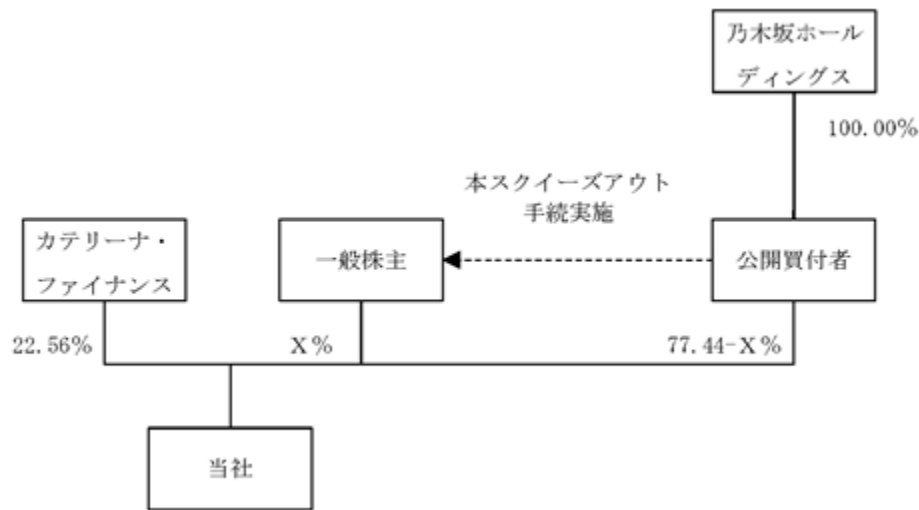 乃木坂ホール
ディングス
100.00%
本スクイーズアウト
手続実施
カテリーナ・
ファイナンス
一般株主
公開買付者
22.56%
X%
77.44-X%
当社